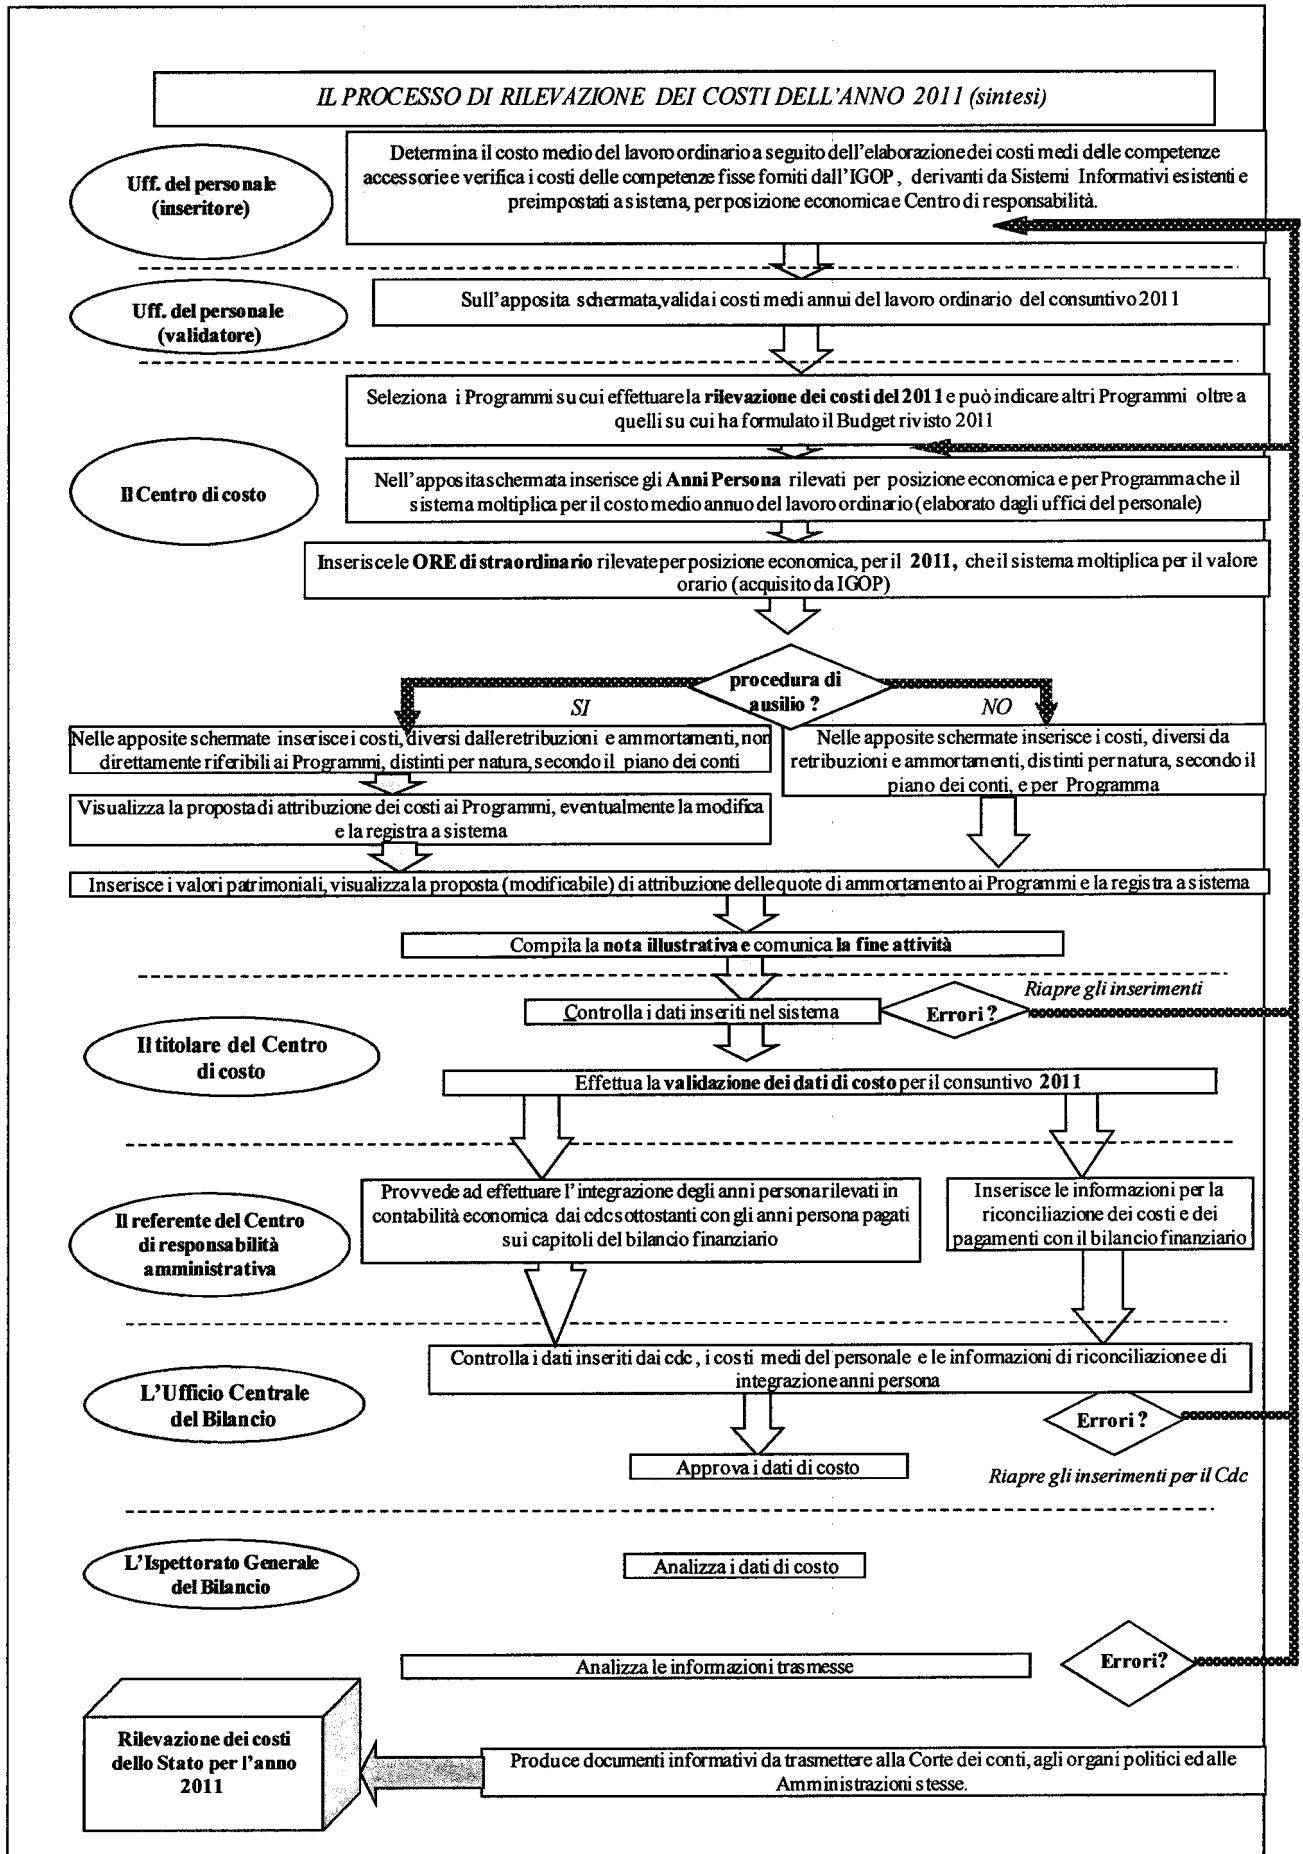 IL PROCESSO DI RILEVAZIONE DEI COSTI DELL'ANNO 2011 (sintesi)
Uff. del personale
(inseritore)
Determina il costo medio del lavoro ordinario a seguito dell'elaborazione dei costi medi delle competenze
accessorie e verifica i costi delle competenze fisse forniti dall'IGOP, derivanti da Sistemi Informativi esistenti e
preimpostati a sistema, per posizione economica e Centro di responsabilità.
Uff. del personale
(validatore)
Sull'apposita schermata, valida i costi medi annui del lavoro ordinario del consuntivo 2011
Seleziona i Programmi su cui effettuare la rilevazione dei costi del 2011 e può indicare altri Programmi oltre a
quelli su cui ha formulato il Budget rivisto 2011
Il Centro di costo
Nell'apposita schermata inserisce gli Anni Persona rilevati per posizione economica e per Programma che il
sistema moltiplica per il costo medio annuo del lavoro ordinario (elaborato dagli uffici del personale)
Inserisce le ORE di straordinario rilevate per posizione economica, per il 2011, che il sistema moltiplica per il valore
orario (acquisito da IGOP)
procedura di
ausilio ?
SI
NO
Nelle apposite schermate inserisce i costi, diversi dalle retribuzioni e ammortamenti, non
direttamente riferibili ai Programmi, distinti per natura, secondo il piano dei conti
Nelle apposite schermate inserisce i costi, diversi da
retribuzioni e ammortamenti, distinti per natura, secondo il
piano dei conti, e per Programma
Visualizza la proposta di attribuzione dei costi ai Programmi, eventualmente la modifica
e la registra a sistema
Inserisce i valori patrimoniali, visualizza la proposta (modificabile) di attribuzione delle quote di ammortamento ai Programmi e la registra a sistema
Compila la nota illustrativa e comunica la fine attività
Riapre gli inserimenti
Controlla i dati inseriti nel sistema
Errori ?
Il titolare del Centro
di costo
Effettua la validazione dei dati di costo per il consuntivo 2011
Il referente del Centro
di responsabilità
amministrativa
Provvede ad effettuare l'integrazione degli anni persona rilevati in
contabilità economica dai cdc sottostanti con gli anni persona pagati
sui capitoli del bilancio finanziario
Inserisce le informazioni per la
riconciliazione dei costi e dei
pagamenti con il bilancio finanziario
L'Ufficio Centrale
del Bilancio
Controlla i dati inseriti dai cdc, i costi medi del personale e le informazioni di riconciliazione e di
integrazione anni persona
Errori ?
Approva i dati di costo
Riapre gli inserimenti per il Cdc
L'Ispettorato Generale
del Bilancio
Analizza i dati di costo
Analizza le informazioni trasmesse
Errori?
Rilevazione dei costi
dello Stato per l'anno
2011
Produce documenti informativi da trasmettere alla Corte dei conti, agli organi politici ed alle
Amministrazioni stesse.